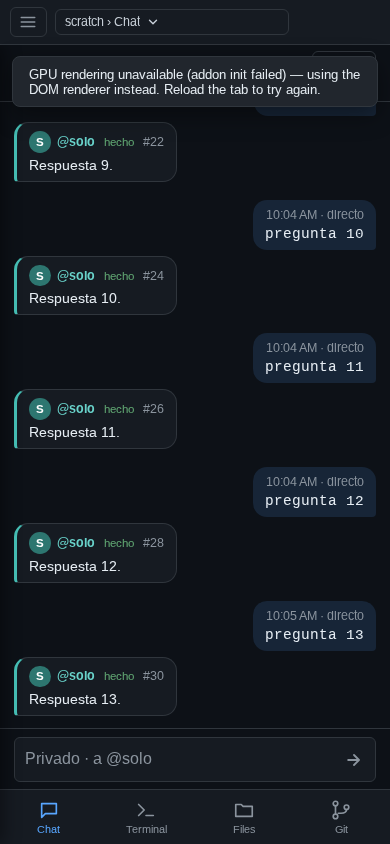 scratch › Chat
GPU rendering unavailable (addon init failed) — using the
DOM renderer instead. Reload the tab to try again.
S @solo hecho #22
Respuesta 9.
10:04 AM · directo
pregunta 10
S @solo hecho #24
Respuesta 10.
10:04 AM · directo
pregunta 11
S @solo hecho #26
Respuesta 11.
10:04 AM · directo
pregunta 12
S @solo hecho #28
Respuesta 12.
10:05 AM · directo
pregunta 13
S @solo hecho #30
Respuesta 13.
Privado · a @solo
Chat Terminal Files Git